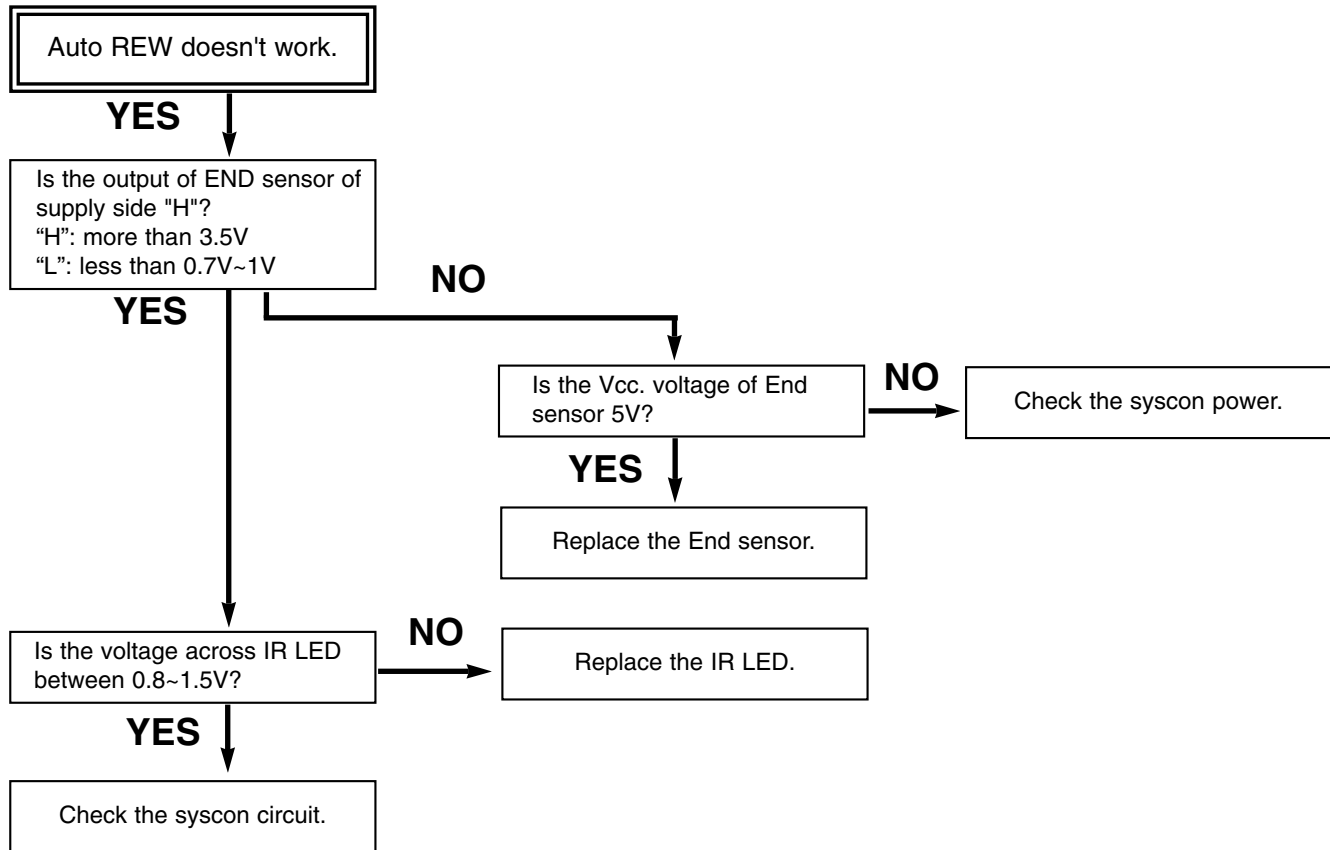 Auto REW doesn't work.
YES
Is the output of END sensor of
supply side "H"?
“H”: more than 3.5V
“L”: less than 0.7V~1V
YES
NO
Is the Vcc. voltage of End
sensor 5V?
NO
Check the syscon power.
YES
Replace the End sensor.
Is the voltage across IR LED
between 0.8~1.5V?
NO
Replace the IR LED.
YES
Check the syscon circuit.